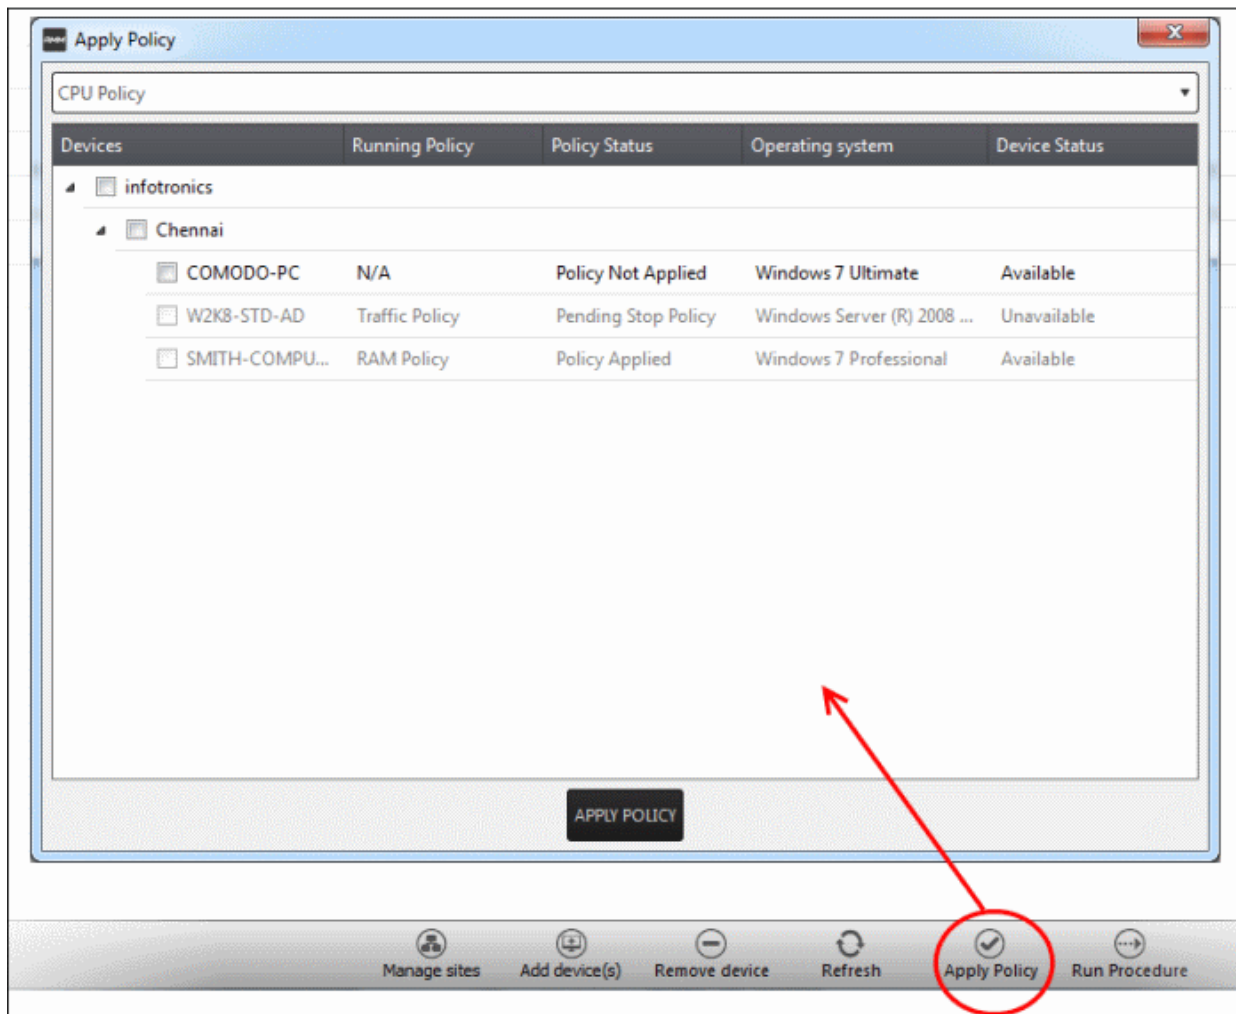 Apply Policy
CPU Policy
Devices Running Policy Policy Status Operating system Device Status
infotronics
Chennai
COMODO-PC N/A Policy Not Applied Windows 7 Ultimate Available
W2K8-STD-AD Traffic Policy Pending Stop Policy Windows Server (R) 2008 ... Unavailable
SMITH-COMPU... RAM Policy Policy Applied Windows 7 Professional Available
APPLY POLICY
Manage sites Add device(s) Remove device Refresh Apply Policy Run Procedure